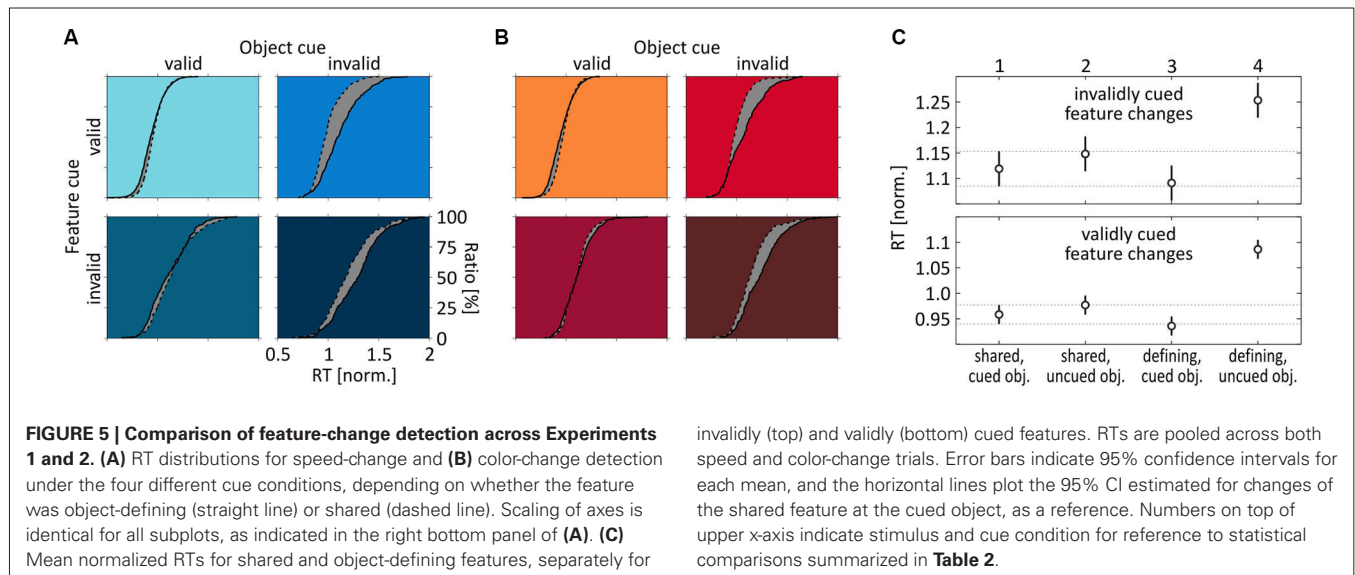 A
Object cue
valid
invalid
Feature cue
valid
invalid
100
75
50
25
0
Ratio [%]
0.5
1
1.5
2
RT [norm.]
B
Object cue
valid
invalid
C
1
2
3
4
invalidly cued
feature changes
1.25
1.2
1.15
1.1
RT [norm.]
validly cued
feature changes
1.1
1.05
1.0
0.95
shared,
cued obj.
shared,
uncued obj.
defining,
cued obj.
defining,
uncued obj.
FIGURE 5 | Comparison of feature-change detection across Experiments
1 and 2. (A) RT distributions for speed-change and (B) color-change detection
under the four different cue conditions, depending on whether the feature
was object-defining (straight line) or shared (dashed line). Scaling of axes is
identical for all subplots, as indicated in the right bottom panel of (A). (C)
Mean normalized RTs for shared and object-defining features, separately for
invalidly (top) and validly (bottom) cued features. RTs are pooled across both
speed and color-change trials. Error bars indicate 95% confidence intervals for
each mean, and the horizontal lines plot the 95% CI estimated for changes of
the shared feature at the cued object, as a reference. Numbers on top of
upper x-axis indicate stimulus and cue condition for reference to statistical
comparisons summarized in Table 2.